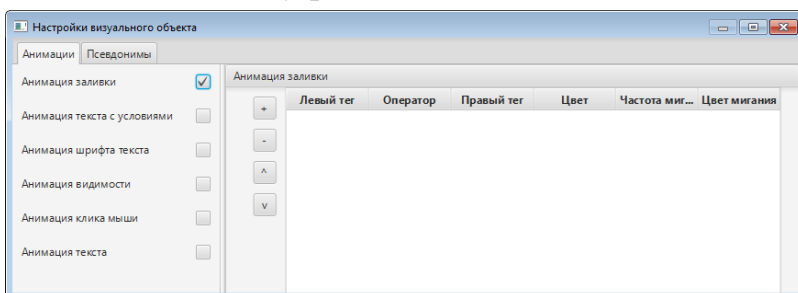 Настройки визуального объекта
Анимации Псевдонимы
Анимация заливки
Анимация текста с условиями
Анимация шрифта текста
Анимация видимости
Анимация клика мыши
Анимация текста
Анимация заливки
+
-
^
v
Левый тег Оператор Правый тег Цвет Частота миг... Цвет мигания